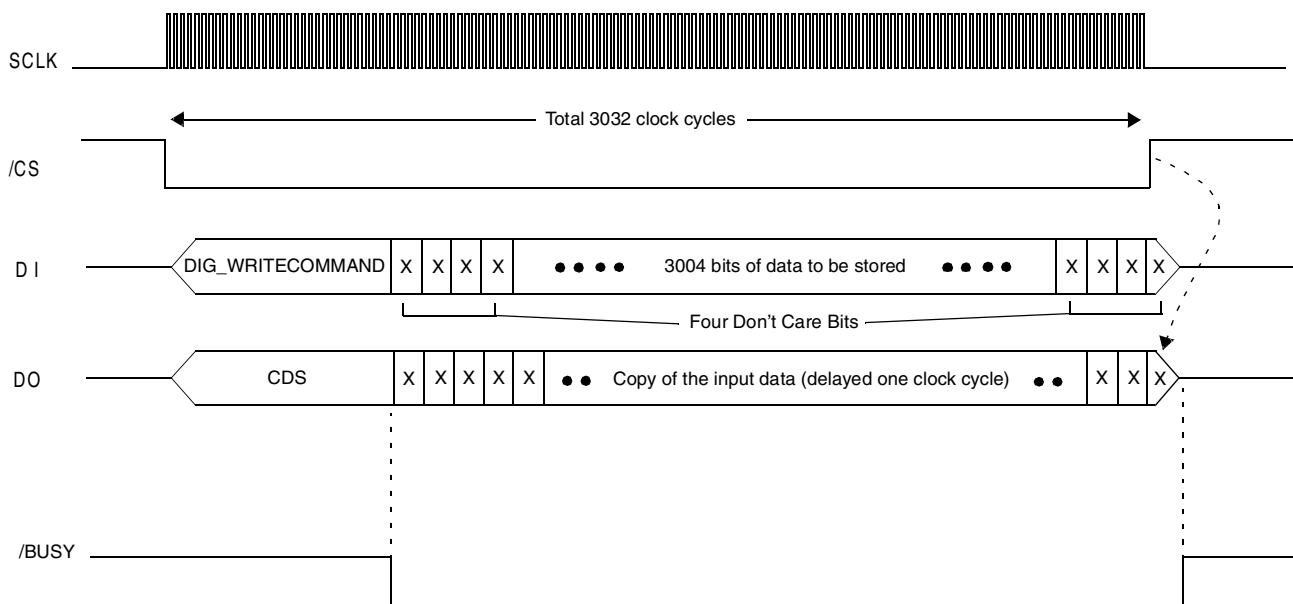 SCLK
Total 3032 clock cycles
/CS
DI
DIG_WRITECOMMAND X X X X 3004 bits of data to be stored X X X X
Four Don't Care Bits
DO
CDS X X X X X Copy of the input data (delayed one clock cycle) X X X
/BUSY